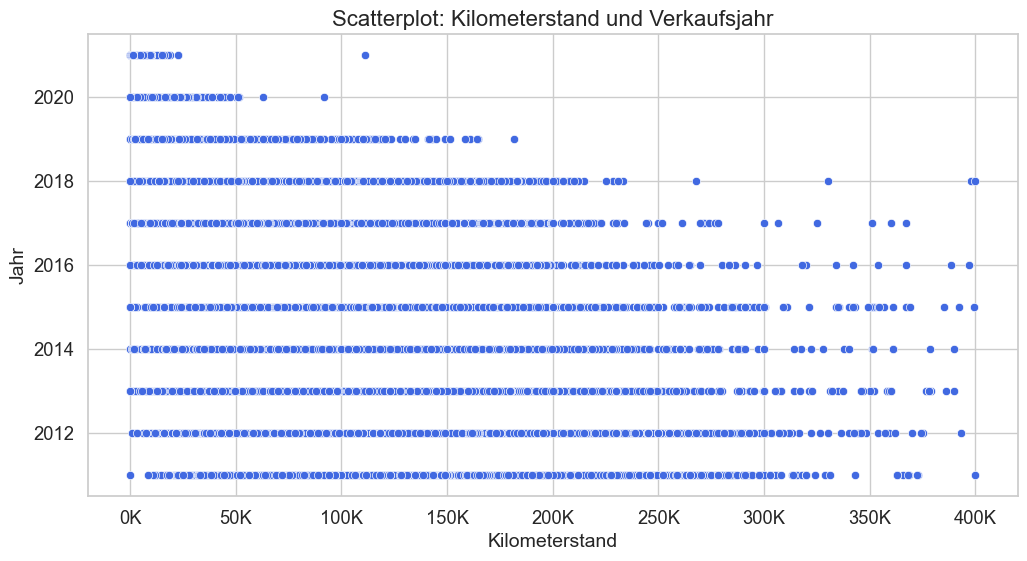 Scatterplot: Kilometerstand und Verkaufsjahr
Jahr
2020
2018
2016
2014
2012
0K 50K 100K 150K 200K 250K 300K 350K 400K
Kilometerstand